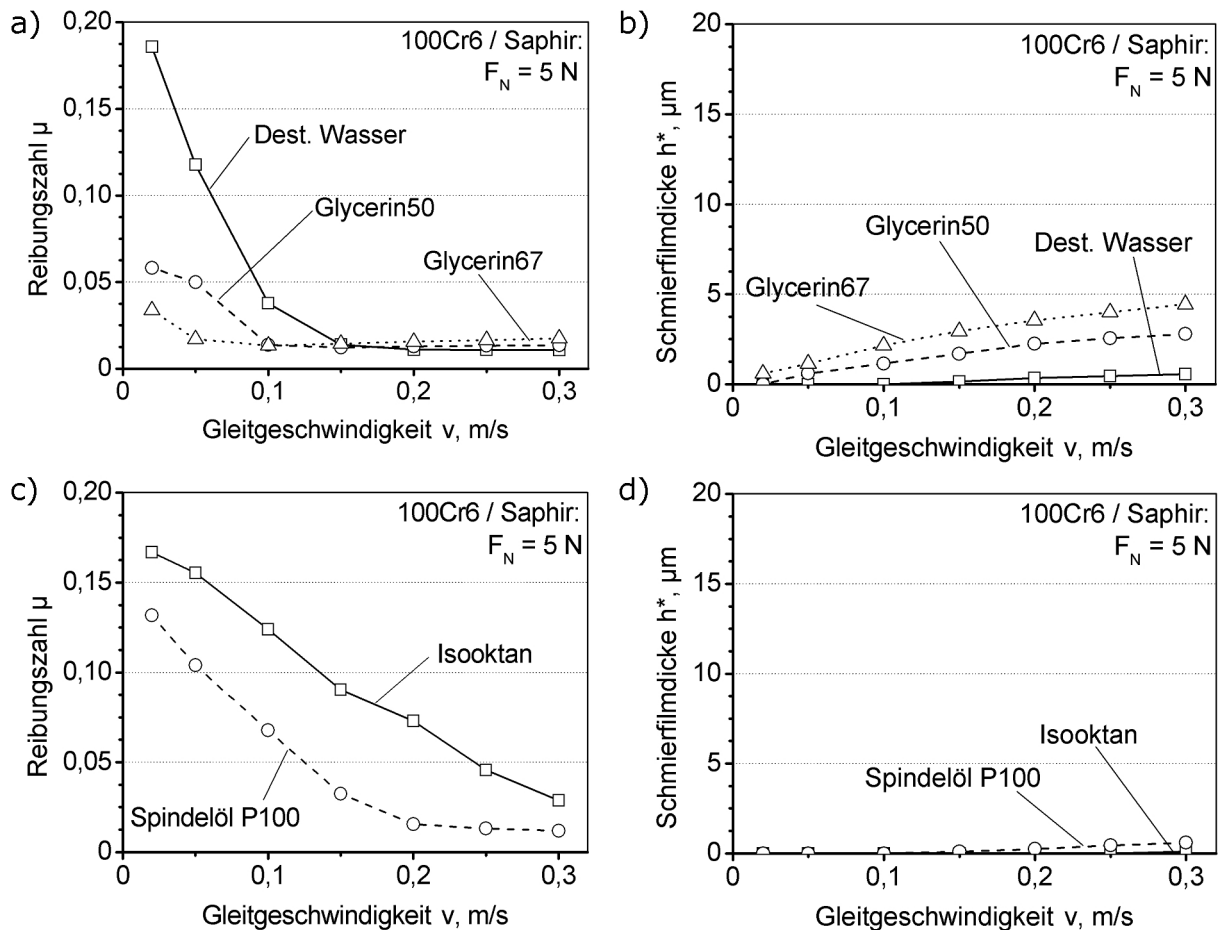 a)
0,20
0,15
0,10
0,05
0
Reibungszahl µ
100Cr6 / Saphir:
F_N = 5 N
Dest. Wasser
Glycerin50
Glycerin67
0
0,1
0,2
0,3
Gleitgeschwindigkeit v, m/s
b)
20
15
10
5
0
Schmierfilmdicke h*, µm
100Cr6 / Saphir:
F_N = 5 N
Glycerin50
Dest. Wasser
Glycerin67
0
0,1
0,2
0,3
Gleitgeschwindigkeit v, m/s
c)
0,20
0,15
0,10
0,05
0
Reibungszahl µ
100Cr6 / Saphir:
F_N = 5 N
Isooktan
Spindelöl P100
0
0,1
0,2
0,3
Gleitgeschwindigkeit v, m/s
d)
20
15
10
5
0
Schmierfilmdicke h*, µm
100Cr6 / Saphir:
F_N = 5 N
Isooktan
Spindelöl P100
0
0,1
0,2
0,3
Gleitgeschwindigkeit v, m/s